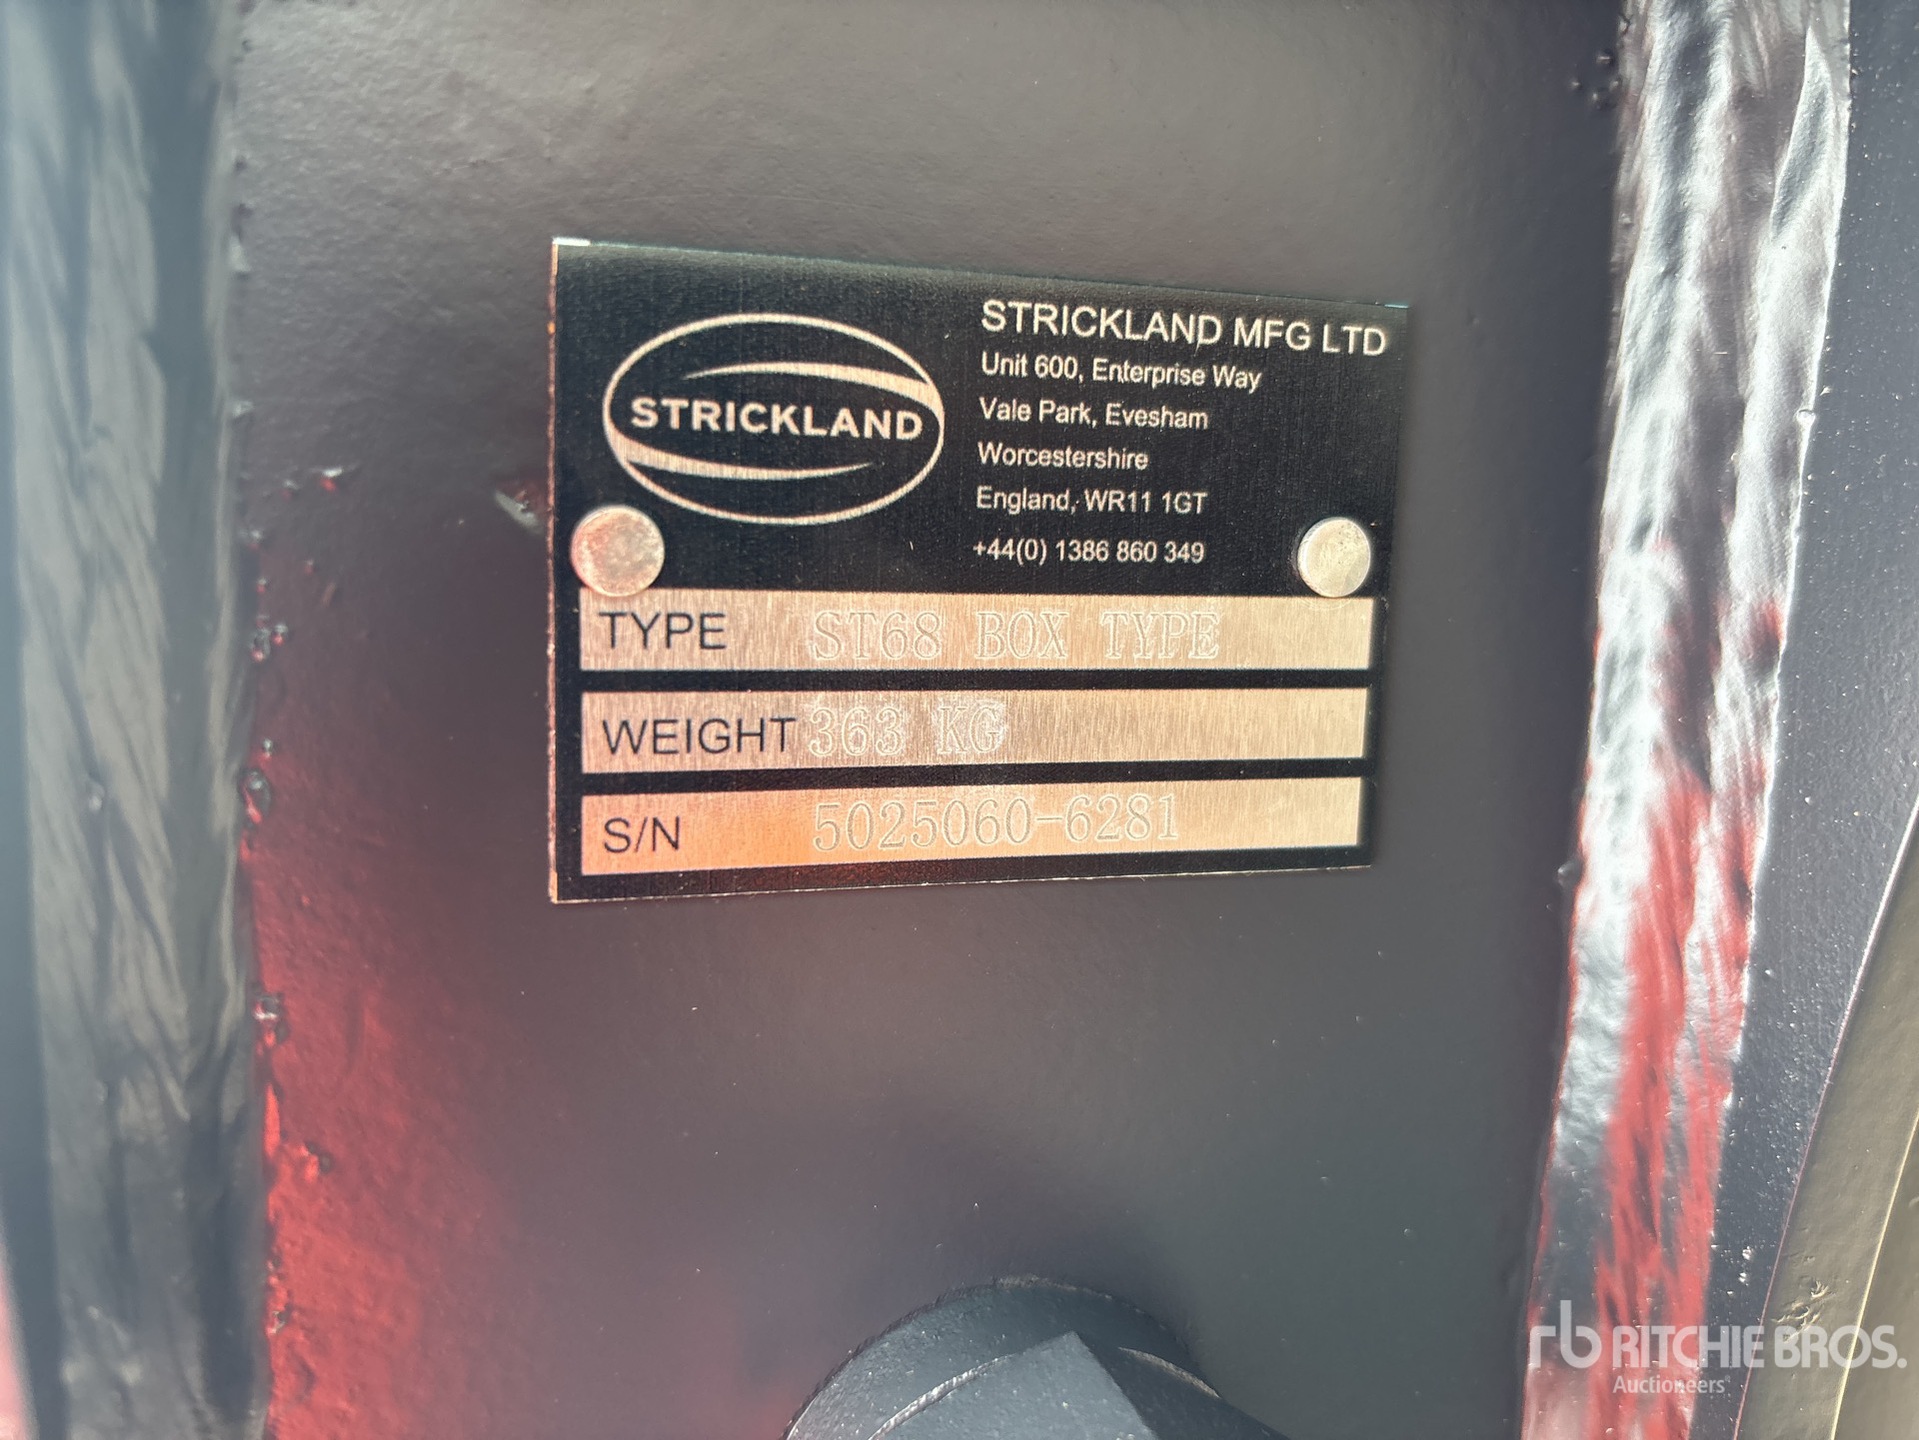 STRICKLAND
STRICKLAND MFG LTD
Unit 600, Enterprise Way
Vale Park, Evesham
Worcestershire
England, WR11 1GT
+44(0) 1386 860 349
TYPE ST68 BOX TYPE
WEIGHT 363 KG
S/N 5025060-6281
rb RITCHIE BROS.
Auctioneers